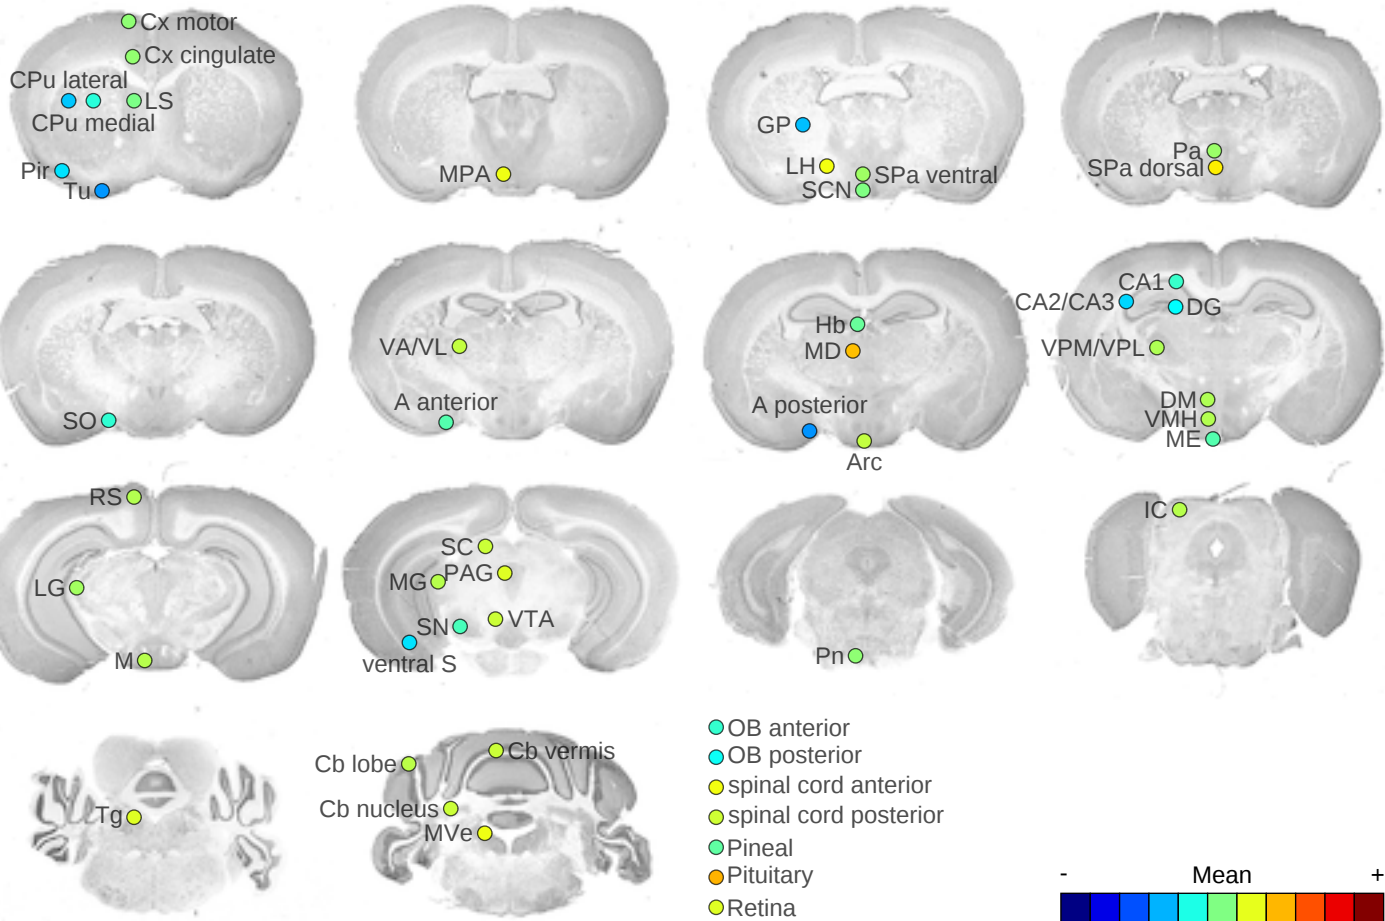 Cx motor
Cx cingulate
CPu lateral
LS
CPu medial
Pir
Tu
MPA
GP
LH
SPa ventral
SCN
Pa
SPa dorsal
SO
VA/VL
A anterior
Hb
MD
A posterior
Arc
CA1
CA2/CA3
DG
VPM/VPL
DM
VMH
ME
RS
LG
M
SC
PAG
MG
VTA
SN
ventral S
Pn
IC
Tg
Cb vermis
Cb lobe
Cb nucleus
MVe
OB anterior
OB posterior
spinal cord anterior
spinal cord posterior
Pineal
Pituitary
Retina
- Mean +